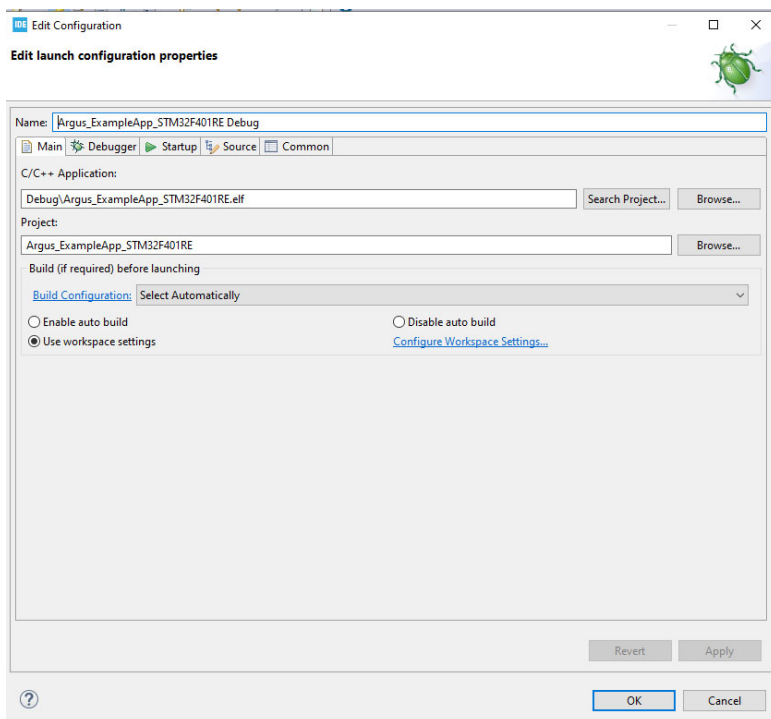 IDE Edit Configuration
Edit launch configuration properties
Name: Argus_ExampleApp_STM32F401RE Debug
Main Debugger Startup Source Common
C/C++ Application:
Debug\Argus_ExampleApp_STM32F401RE.elf Search Project... Browse...
Project:
Argus_ExampleApp_STM32F401RE Browse...
Build (if required) before launching
Build Configuration: Select Automatically
Enable auto build Disable auto build
Use workspace settings Configure Workspace Settings...
Revert Apply
? OK Cancel